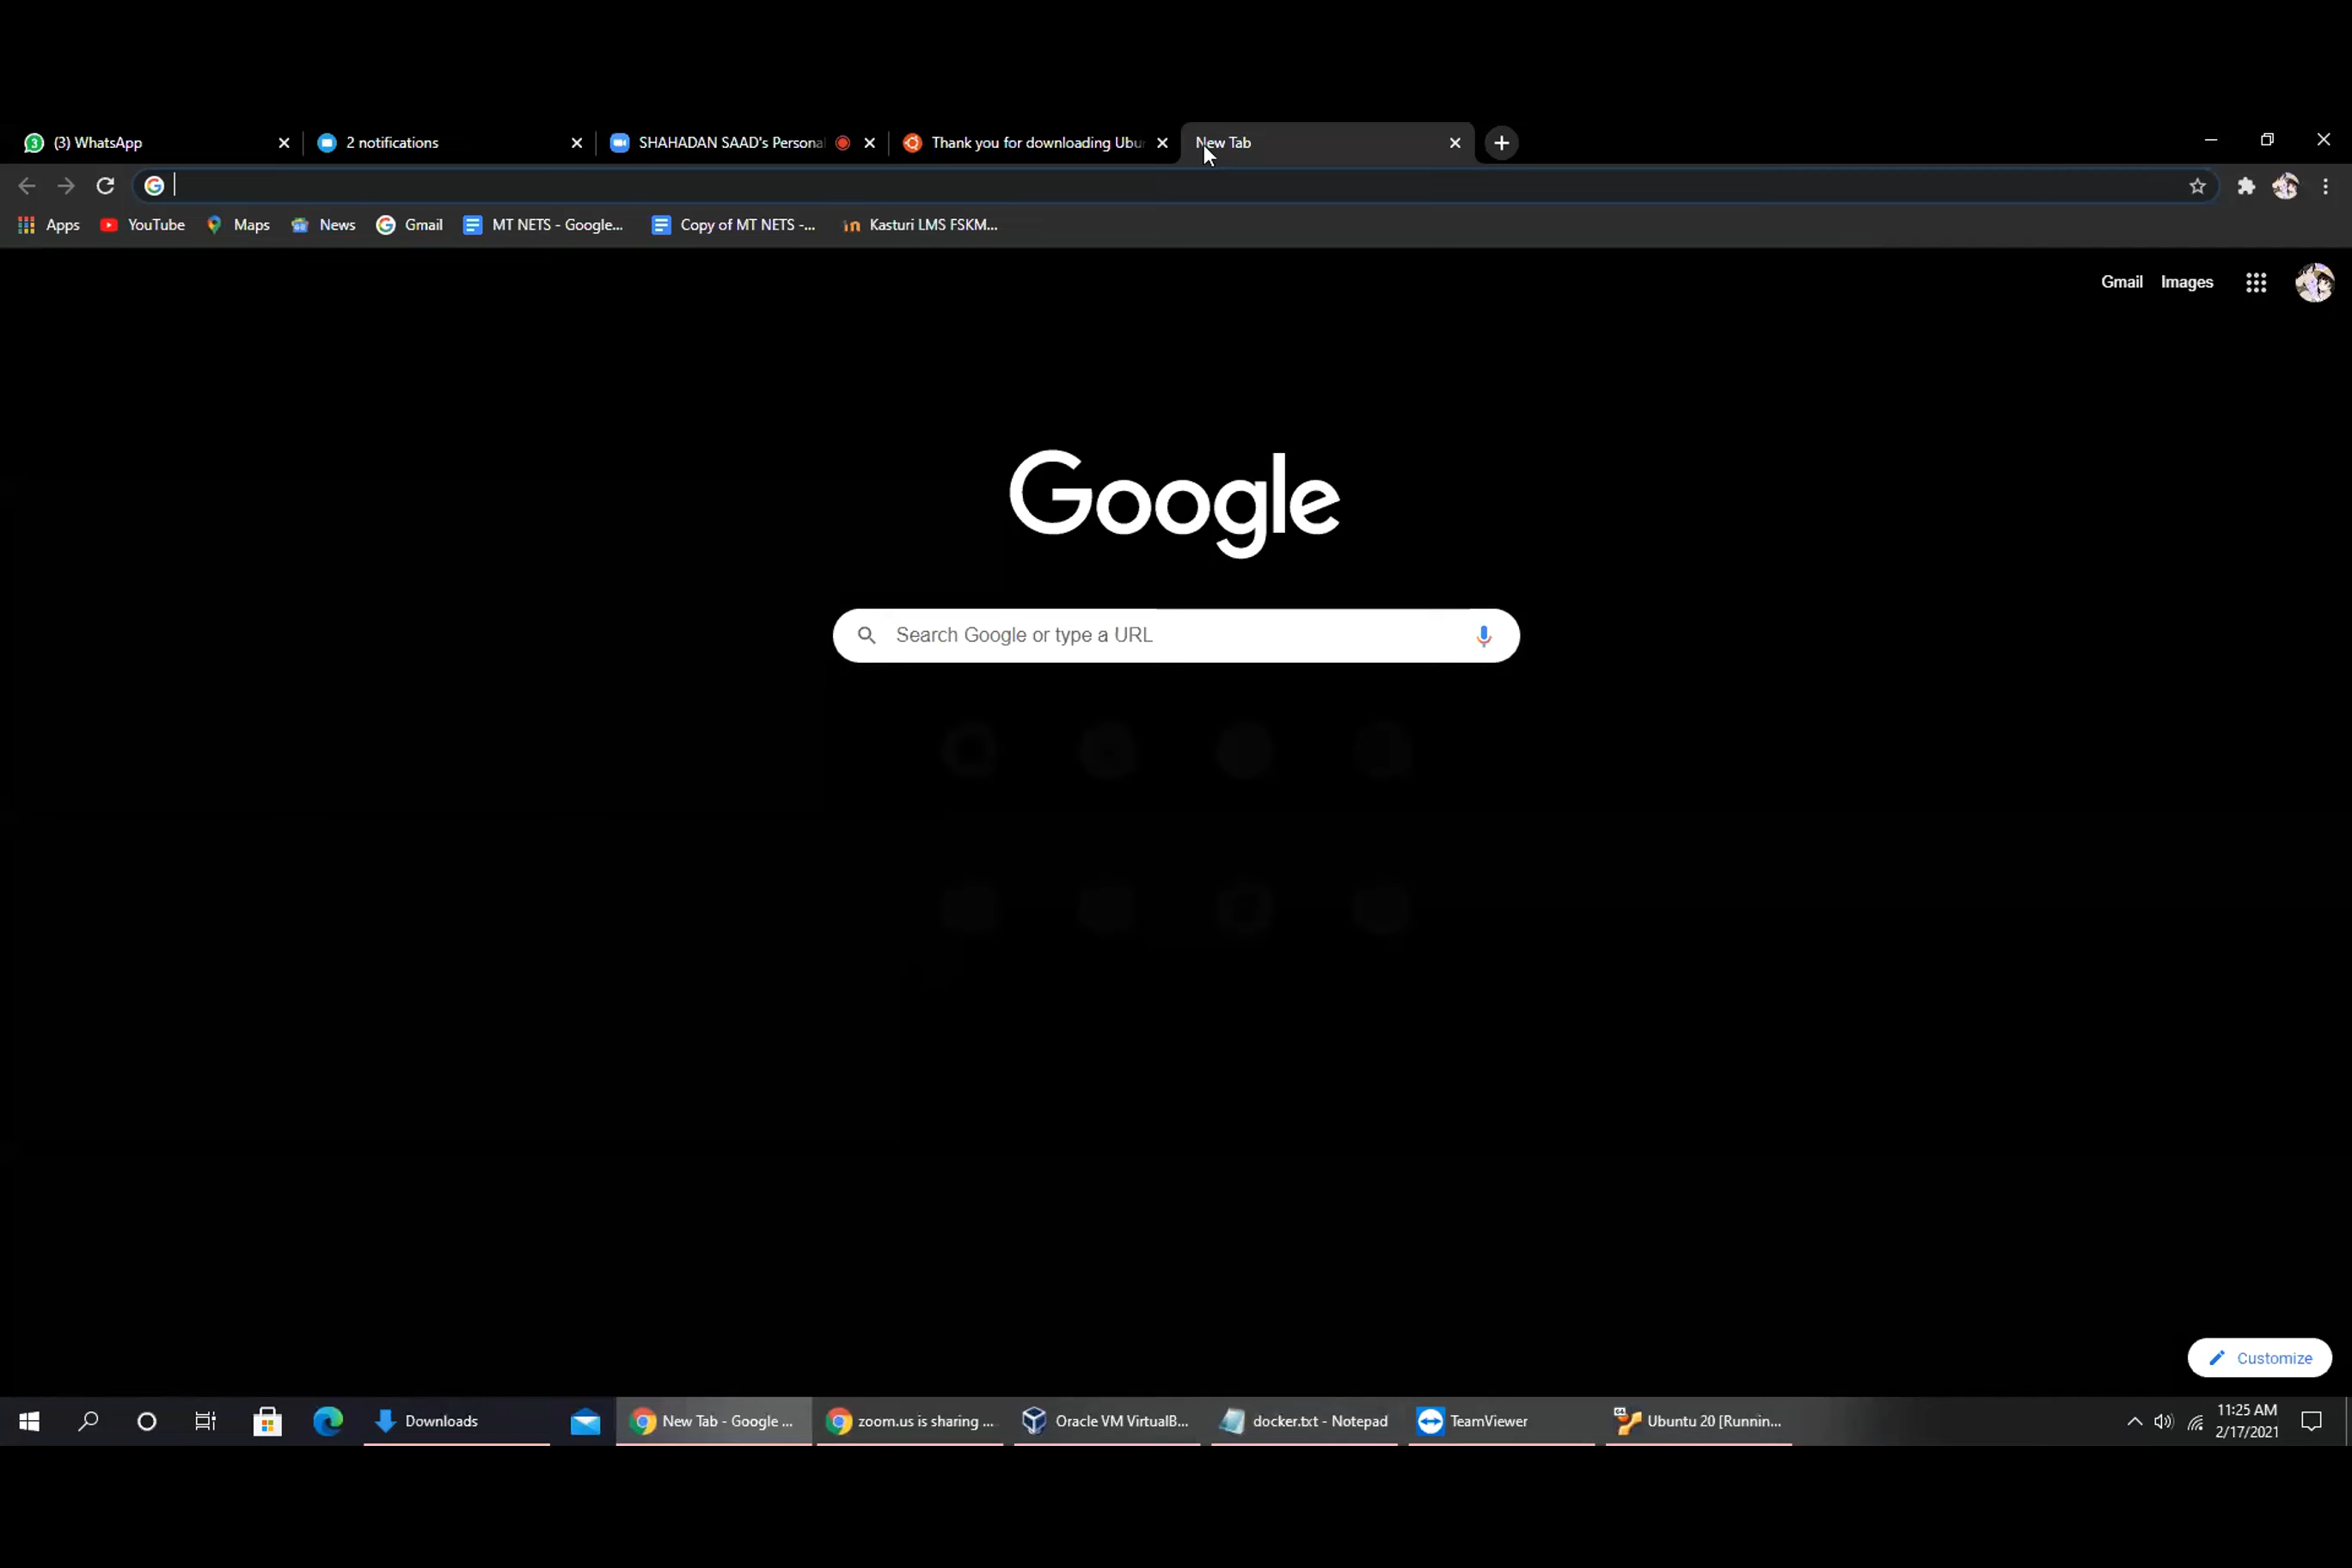 3 (3) WhatsApp 2 notifications SHAHADAN SAAD's Personal Thank you for downloading Ubu New Tab
Apps YouTube Maps News Gmail MT NETS - Google... Copy of MT NETS -... Kasturi LMS FSKM...
Gmail Images
Google
Search Google or type a URL
Customize
Downloads New Tab - Google ... zoom.us is sharing ... Oracle VM VirtualB... docker.txt - Notepad TeamViewer Ubuntu 20 [Runnin... 11:25 AM
2/17/2021